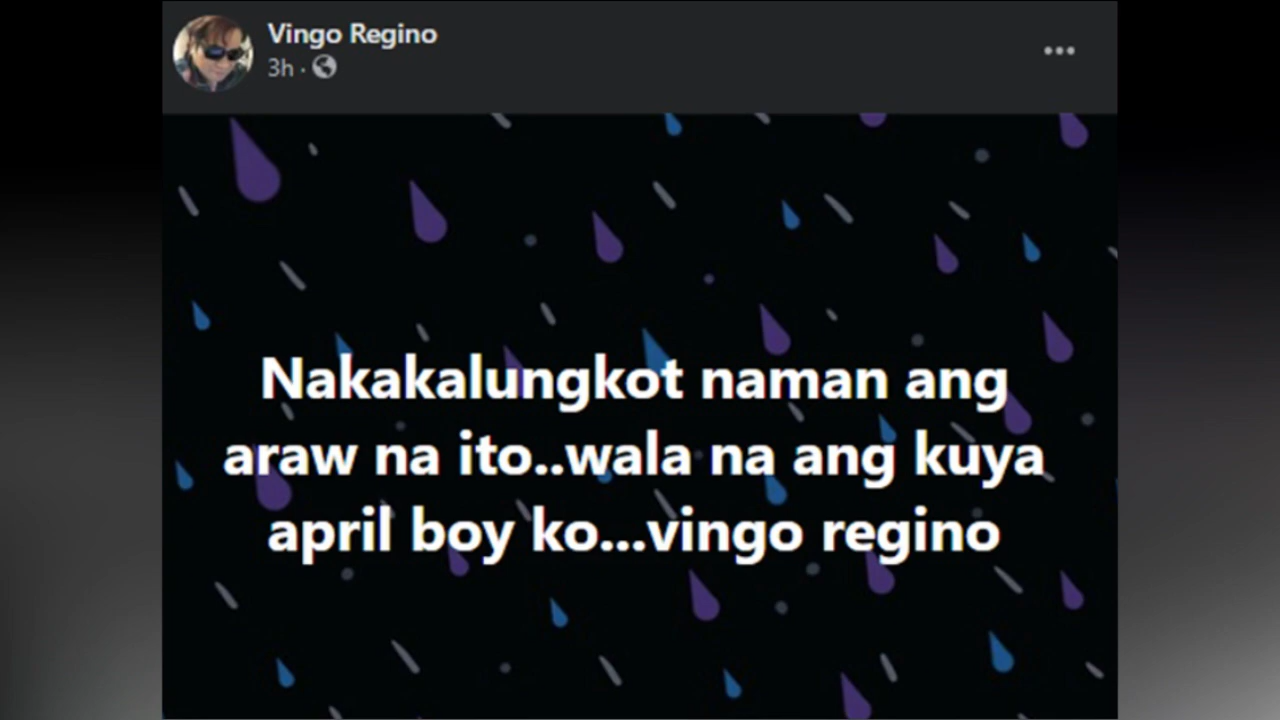 Vingo Regino
3h ·
Nakakalungkot naman ang
araw na ito..wala na ang kuya
april boy ko...vingo regino